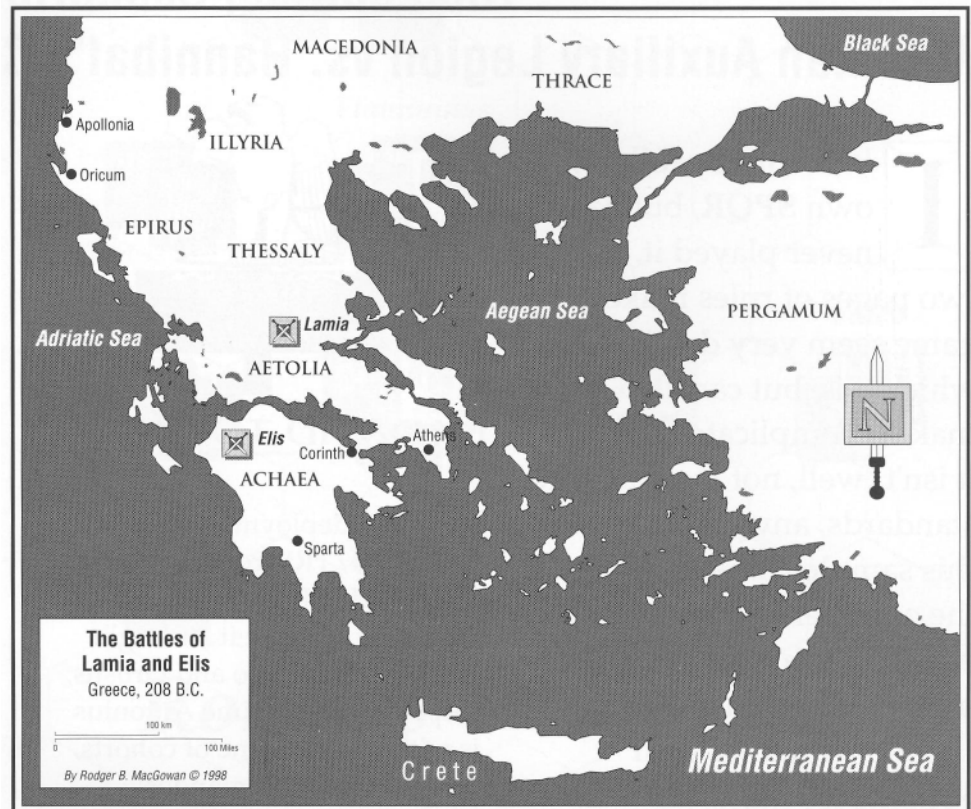 MACEDONIA
Black Sea
THRACE
Apollonia
ILLYRIA
Oricum
EPIRUS
THESSALY
Adriatic Sea
Lamia
Aegean Sea
PERGAMUM
AETOLIA
N
Elis
Athens
Corinth
ACHAEA
Sparta
The Battles of
Lamia and Elis
Greece, 208 B.C.
100 km
0
100 Miles
By Rodger B. MacGowan © 1998
Crete
Mediterranean Sea